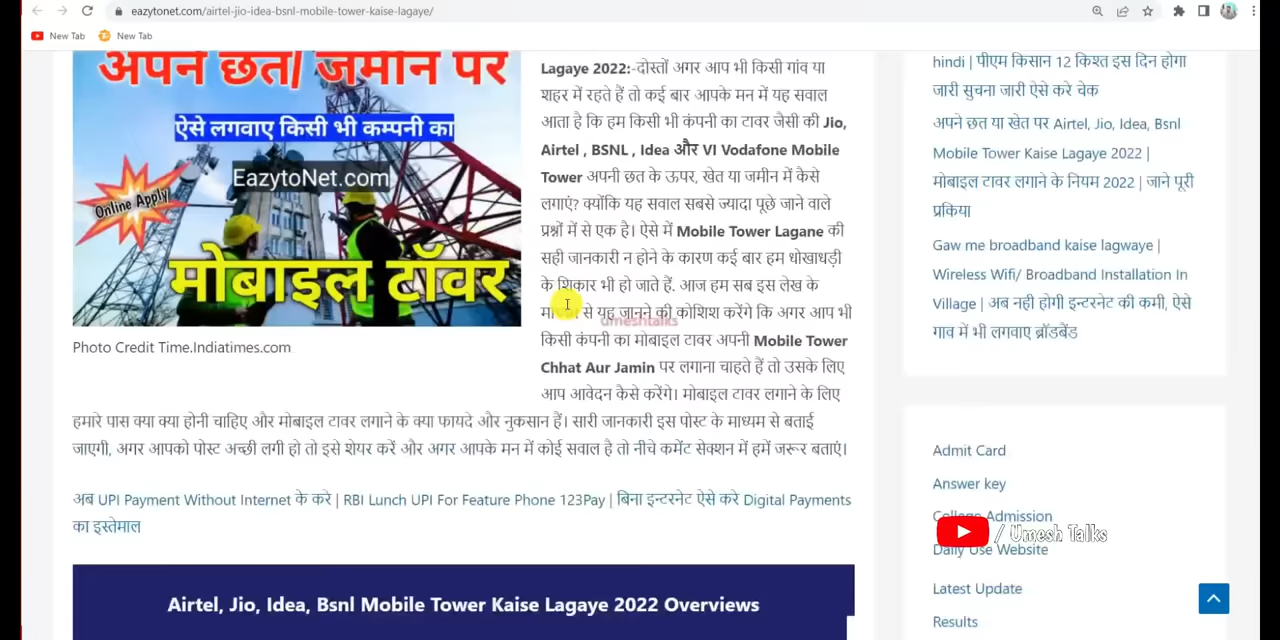 eazytonet.com/airtel-jio-idea-bsnl-mobile-tower-kaise-lagaye/
New Tab
New Tab
अपने छत/ जमीन पर
ऐसे लगवाए किसी भी कम्पनी का
EazytoNet.com
Online Apply
मोबाइल टॉवर
Photo Credit Time.Indiatimes.com
Lagaye 2022:-दोस्तों अगर आप भी किसी गांव या
शहर में रहते हैं तो कई बार आपके मन में यह सवाल
आता है कि हम किसी भी कंपनी का टावर जैसी की Jio,
Airtel , BSNL , Idea और VI Vodafone Mobile
Tower अपनी छत के ऊपर, खेत या जमीन में कैसे
लगाएं? क्योंकि यह सवाल सबसे ज्यादा पूछे जाने वाले
प्रश्नों में से एक है। ऐसे में Mobile Tower Lagane की
सही जानकारी न होने के कारण कई बार हम धोखाधड़ी
के शिकार भी हो जाते हैं. आज हम सब इस लेख के
से यह जानने की कोशिश करेंगे कि अगर आप भी
umeshtalks
किसी कंपनी का मोबाइल टावर अपनी Mobile Tower
Chhat Aur Jamin पर लगाना चाहते हैं तो उसके लिए
आप आवेदन कैसे करेंगे। मोबाइल टावर लगाने के लिए
हमारे पास क्या क्या होनी चाहिए और मोबाइल टावर लगाने के क्या फायदे और नुकसान हैं। सारी जानकारी इस पोस्ट के माध्यम से बताई
जाएगी, अगर आपको पोस्ट अच्छी लगी हो तो इसे शेयर करें और अगर आपके मन में कोई सवाल है तो नीचे कमेंट सेक्शन में हमें जरूर बताएं।
अब UPI Payment Without Internet के करे | RBI Lunch UPI For Feature Phone 123Pay | बिना इन्टरनेट ऐसे करे Digital Payments
का इस्तेमाल
Airtel, Jio, Idea, Bsnl Mobile Tower Kaise Lagaye 2022 Overviews
hindi | पीएम किसान 12 किश्त इस दिन होगा
जारी सुचना जारी ऐसे करे चेक
अपने छत या खेत पर Airtel, Jio, Idea, Bsnl
Mobile Tower Kaise Lagaye 2022 |
मोबाइल टावर लगाने के नियम 2022 | जाने पूरी
प्रकिया
Gaw me broadband kaise lagwaye |
Wireless Wifi/ Broadband Installation In
Village | अब नही होगी इन्टरनेट की कमी, ऐसे
गाव में भी लगवाए ब्रॉडबैंड
Admit Card
Answer key
College Admission
/ Umesh Talks
Daily Use Website
Latest Update
Results